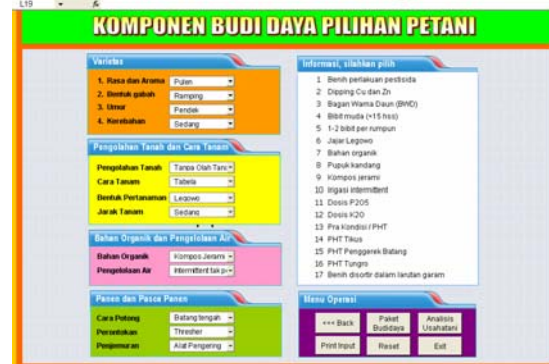 L19
KOMPONEN BUDI DAYA PILIHAN PETANI
Varietas
1. Rasa dan Aroma Pulen
2. Bentuk gabah Ramping
3. Umur Pendek
4. Kerebahan Sedang
Pengolahan Tanah dan Cara Tanam
Pengolahan Tanah Tanpa Olah Tana
Cara Tanam Tabela
Bentuk Pertanaman Legowo
Jarak Tanam Sedang
Bahan Organik dan Pengelolaan Air
Bahan Organik Kompos Jerami
Pengelolaan Air Intermittent tak p
Panen dan Pasca Panen
Cara Potong Batang tengah
Perontokan Thresher
Penjemuran Alat Pengering
Informasi, silahkan pilih
1 Benih perlakuan pestisida
2 Dipping Cu dan Zn
3 Bagan Warna Daun (BWD)
4 Bibit muda (<15 hss)
5 1-2 bibit per rumpun
6 Jajar Legowo
7 Bahan organik
8 Pupuk kandang
9 Kompos jerami
10 Irigasi intermittent
11 Dosis P2O5
12 Dosis K2O
13 Pra Kondisi / PHT
14 PHT Tikus
15 PHT Penggerek Batang
16 PHT Tungro
17 Benih disortir dalam larutan garam
Menu Operasi
<<< Back Paket Budidaya Analisis Usahatani
Print Input Reset Exit